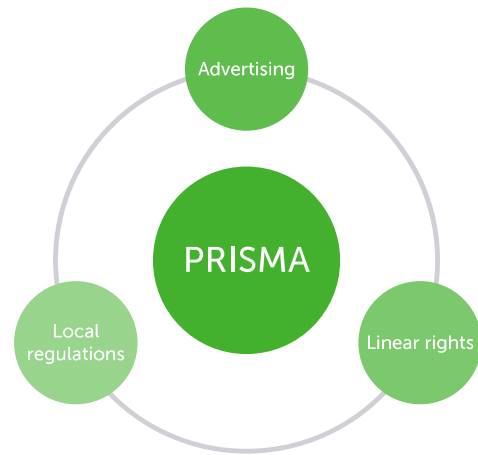 Advertising
PRISMA
Local
regulations
Linear rights